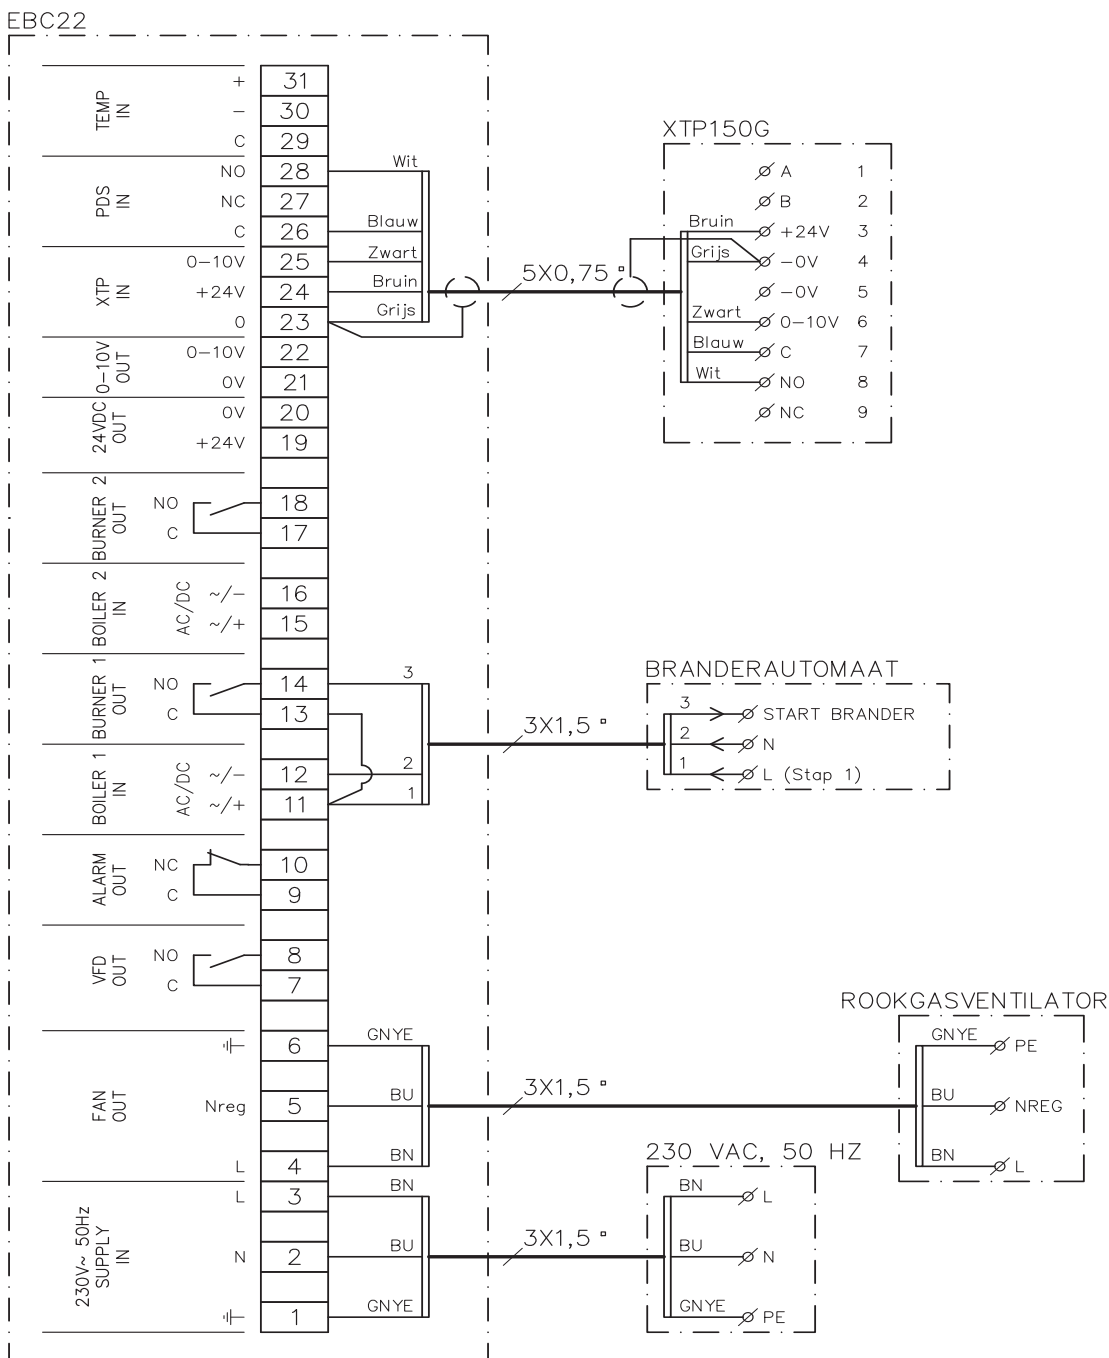 EBC22
TEMP
IN
+ 31
− 30
C 29
PDS
IN
NO 28 Wit
NC 27
C 26 Blauw
XTP
IN
0−10V 25 Zwart
+24V 24 Bruin
0 23 Grijs
0−10V
OUT
0−10V 22
0V 21
24VDC
OUT
0V 20
+24V 19
BURNER 2
OUT
NO 18
C 17
BOILER 2
IN
AC/DC
~/− 16
~/+ 15
BURNER 1
OUT
NO 14 3
C 13
BOILER 1
IN
AC/DC
~/− 12 2
~/+ 11 1
ALARM
OUT
NC 10
C 9
VFD
OUT
NO 8
C 7
FAN
OUT
6 GNYE
Nreg 5 BU
L 4 BN
230V~ 50Hz
SUPPLY
IN
L 3 BN
N 2 BU
1 GNYE
5X0,75 ▫
XTP150G
A 1
B 2
Bruin +24V 3
Grijs −0V 4
−0V 5
Zwart 0−10V 6
Blauw C 7
Wit NO 8
NC 9
3X1,5 ▫
BRANDERAUTOMAAT
3 START BRANDER
2 N
1 L (Stap 1)
3X1,5 ▫
ROOKGASVENTILATOR
GNYE PE
BU NREG
BN L
3X1,5 ▫
230 VAC, 50 HZ
BN L
BU N
GNYE PE